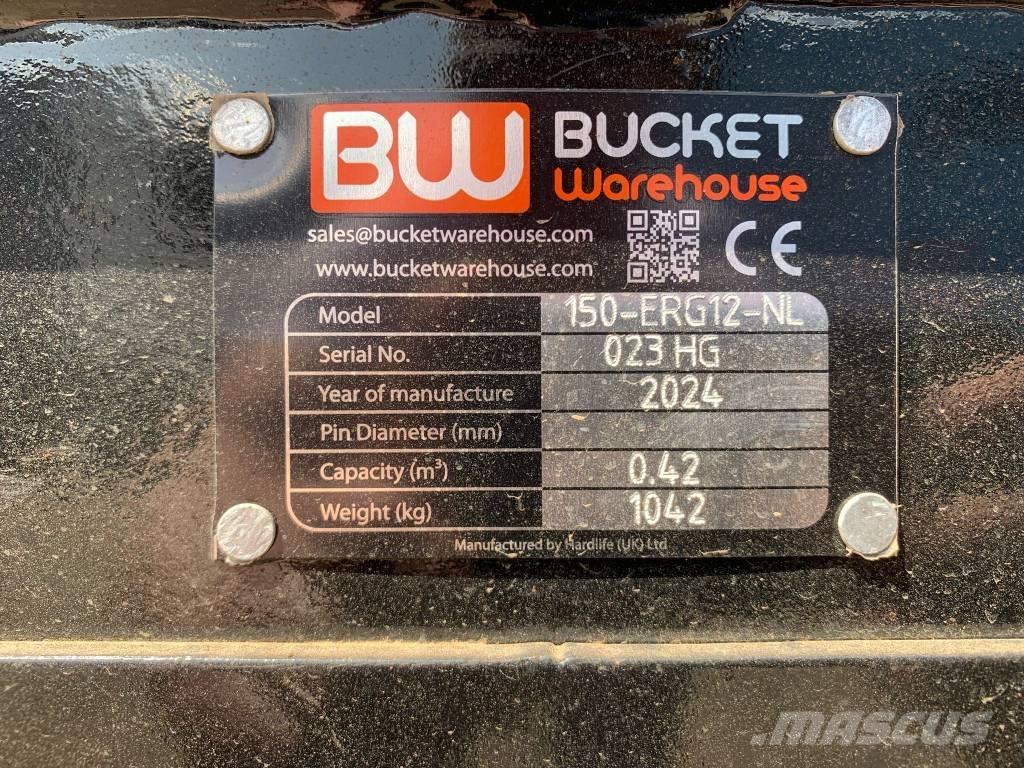 BW BUCKET
Warehouse
sales@bucketwarehouse.com
www.bucketwarehouse.com
CE
Model 150-ERG12-NL
Serial No. 023 HG
Year of manufacture 2024
Pin Diameter (mm)
Capacity (m³) 0.42
Weight (kg) 1042
Manufactured by Hardlife (UK) Ltd
MASCUS